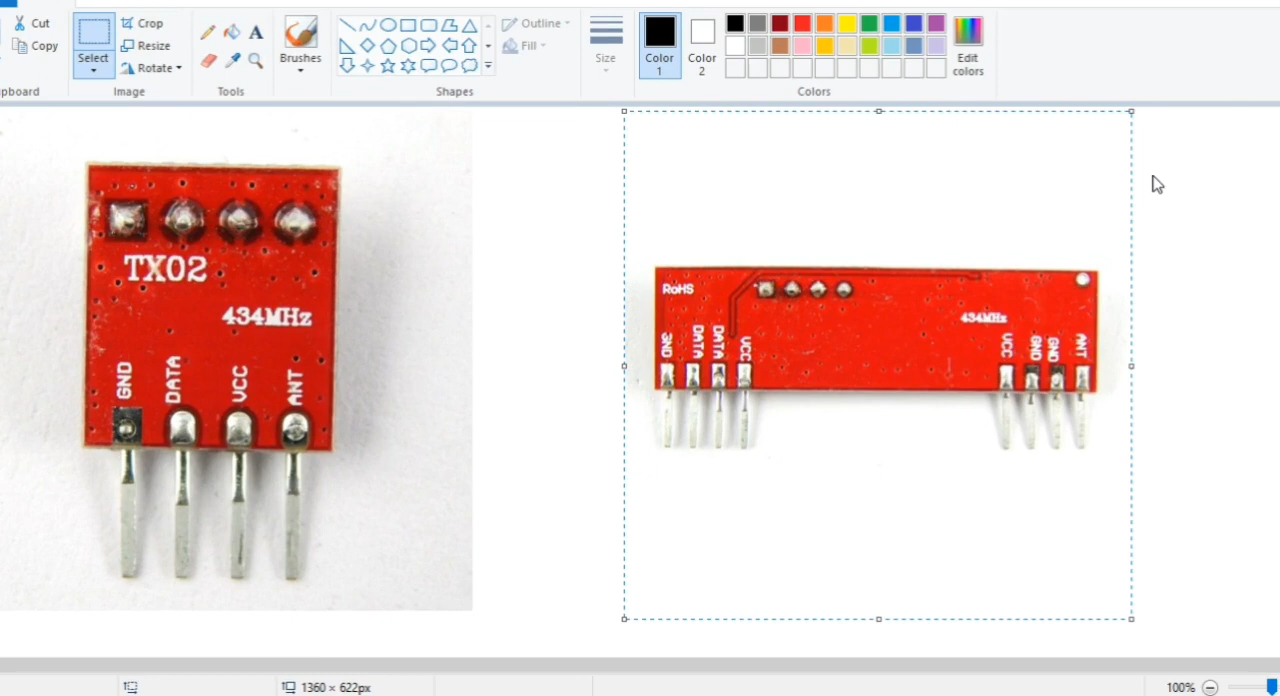 Cut
Copy
pboard
Select
Crop
Resize
Rotate
Image
A
Tools
Brushes
Outline
Fill
Shapes
Size
Color
1
Color
2
Edit
colors
Colors
TX02
434MHz
GND
DATA
VCC
ANT
RoHS
434MHz
GND
DATA
DATA
VCC
VCC
GND
GND
ANT
1360 × 622px
100%